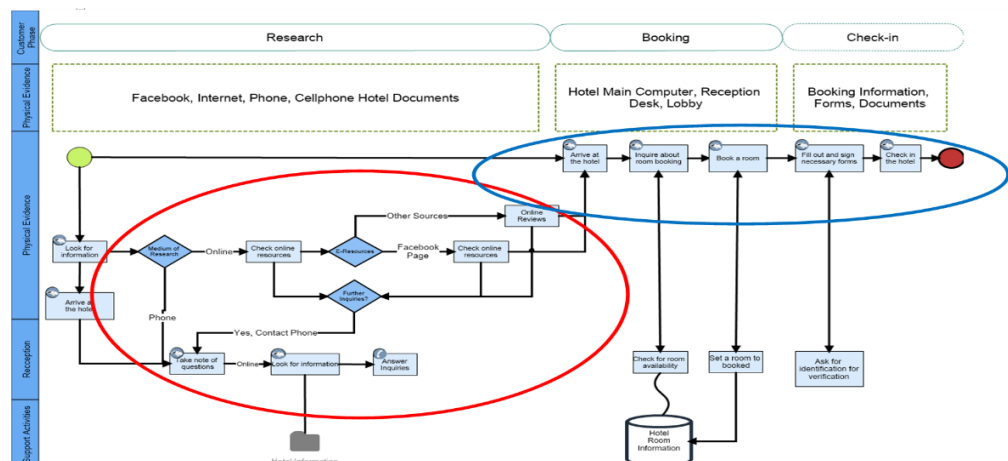 Customer
Phase
Research
Booking
Check-in
Physical Evidence
Facebook, Internet, Phone, Cellphone Hotel Documents
Hotel Main Computer, Reception
Desk, Lobby
Booking Information,
Forms, Documents
Physical Evidence
Arrive at
the hotel
Inquire about
room booking
Book a room
Fill out and sign
necessary forms
Check in
the hotel
Other Sources
Online
Reviews
Look for
information
Medium of
Research
Online
Check online
resources
E-Resources
Facebook
Page
Check online
resources
Arrive at
the hotel
Further
Inquiries?
Phone
Yes, Contact Phone
Recception
Take note of
questions
Online
Look for information
Answer
Inquiries
Check for room
availability
Set a room to
booked
Ask for
identification for
verification
Support Activities
Hotel
Room
Information
Hotel Information